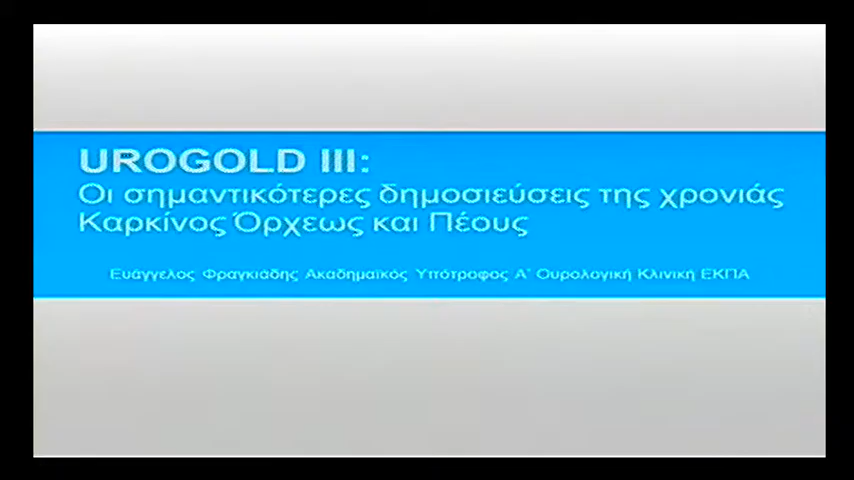 UROGOLD III:
Οι σημαντικότερες δημοσιεύσεις της χρονιάς
Καρκίνος Όρχεως και Πέους
Ευάγγελος Φραγκιάδης Ακαδημαϊκός Υπότροφος Α' Ουρολογική Κλινική ΕΚΠΑ